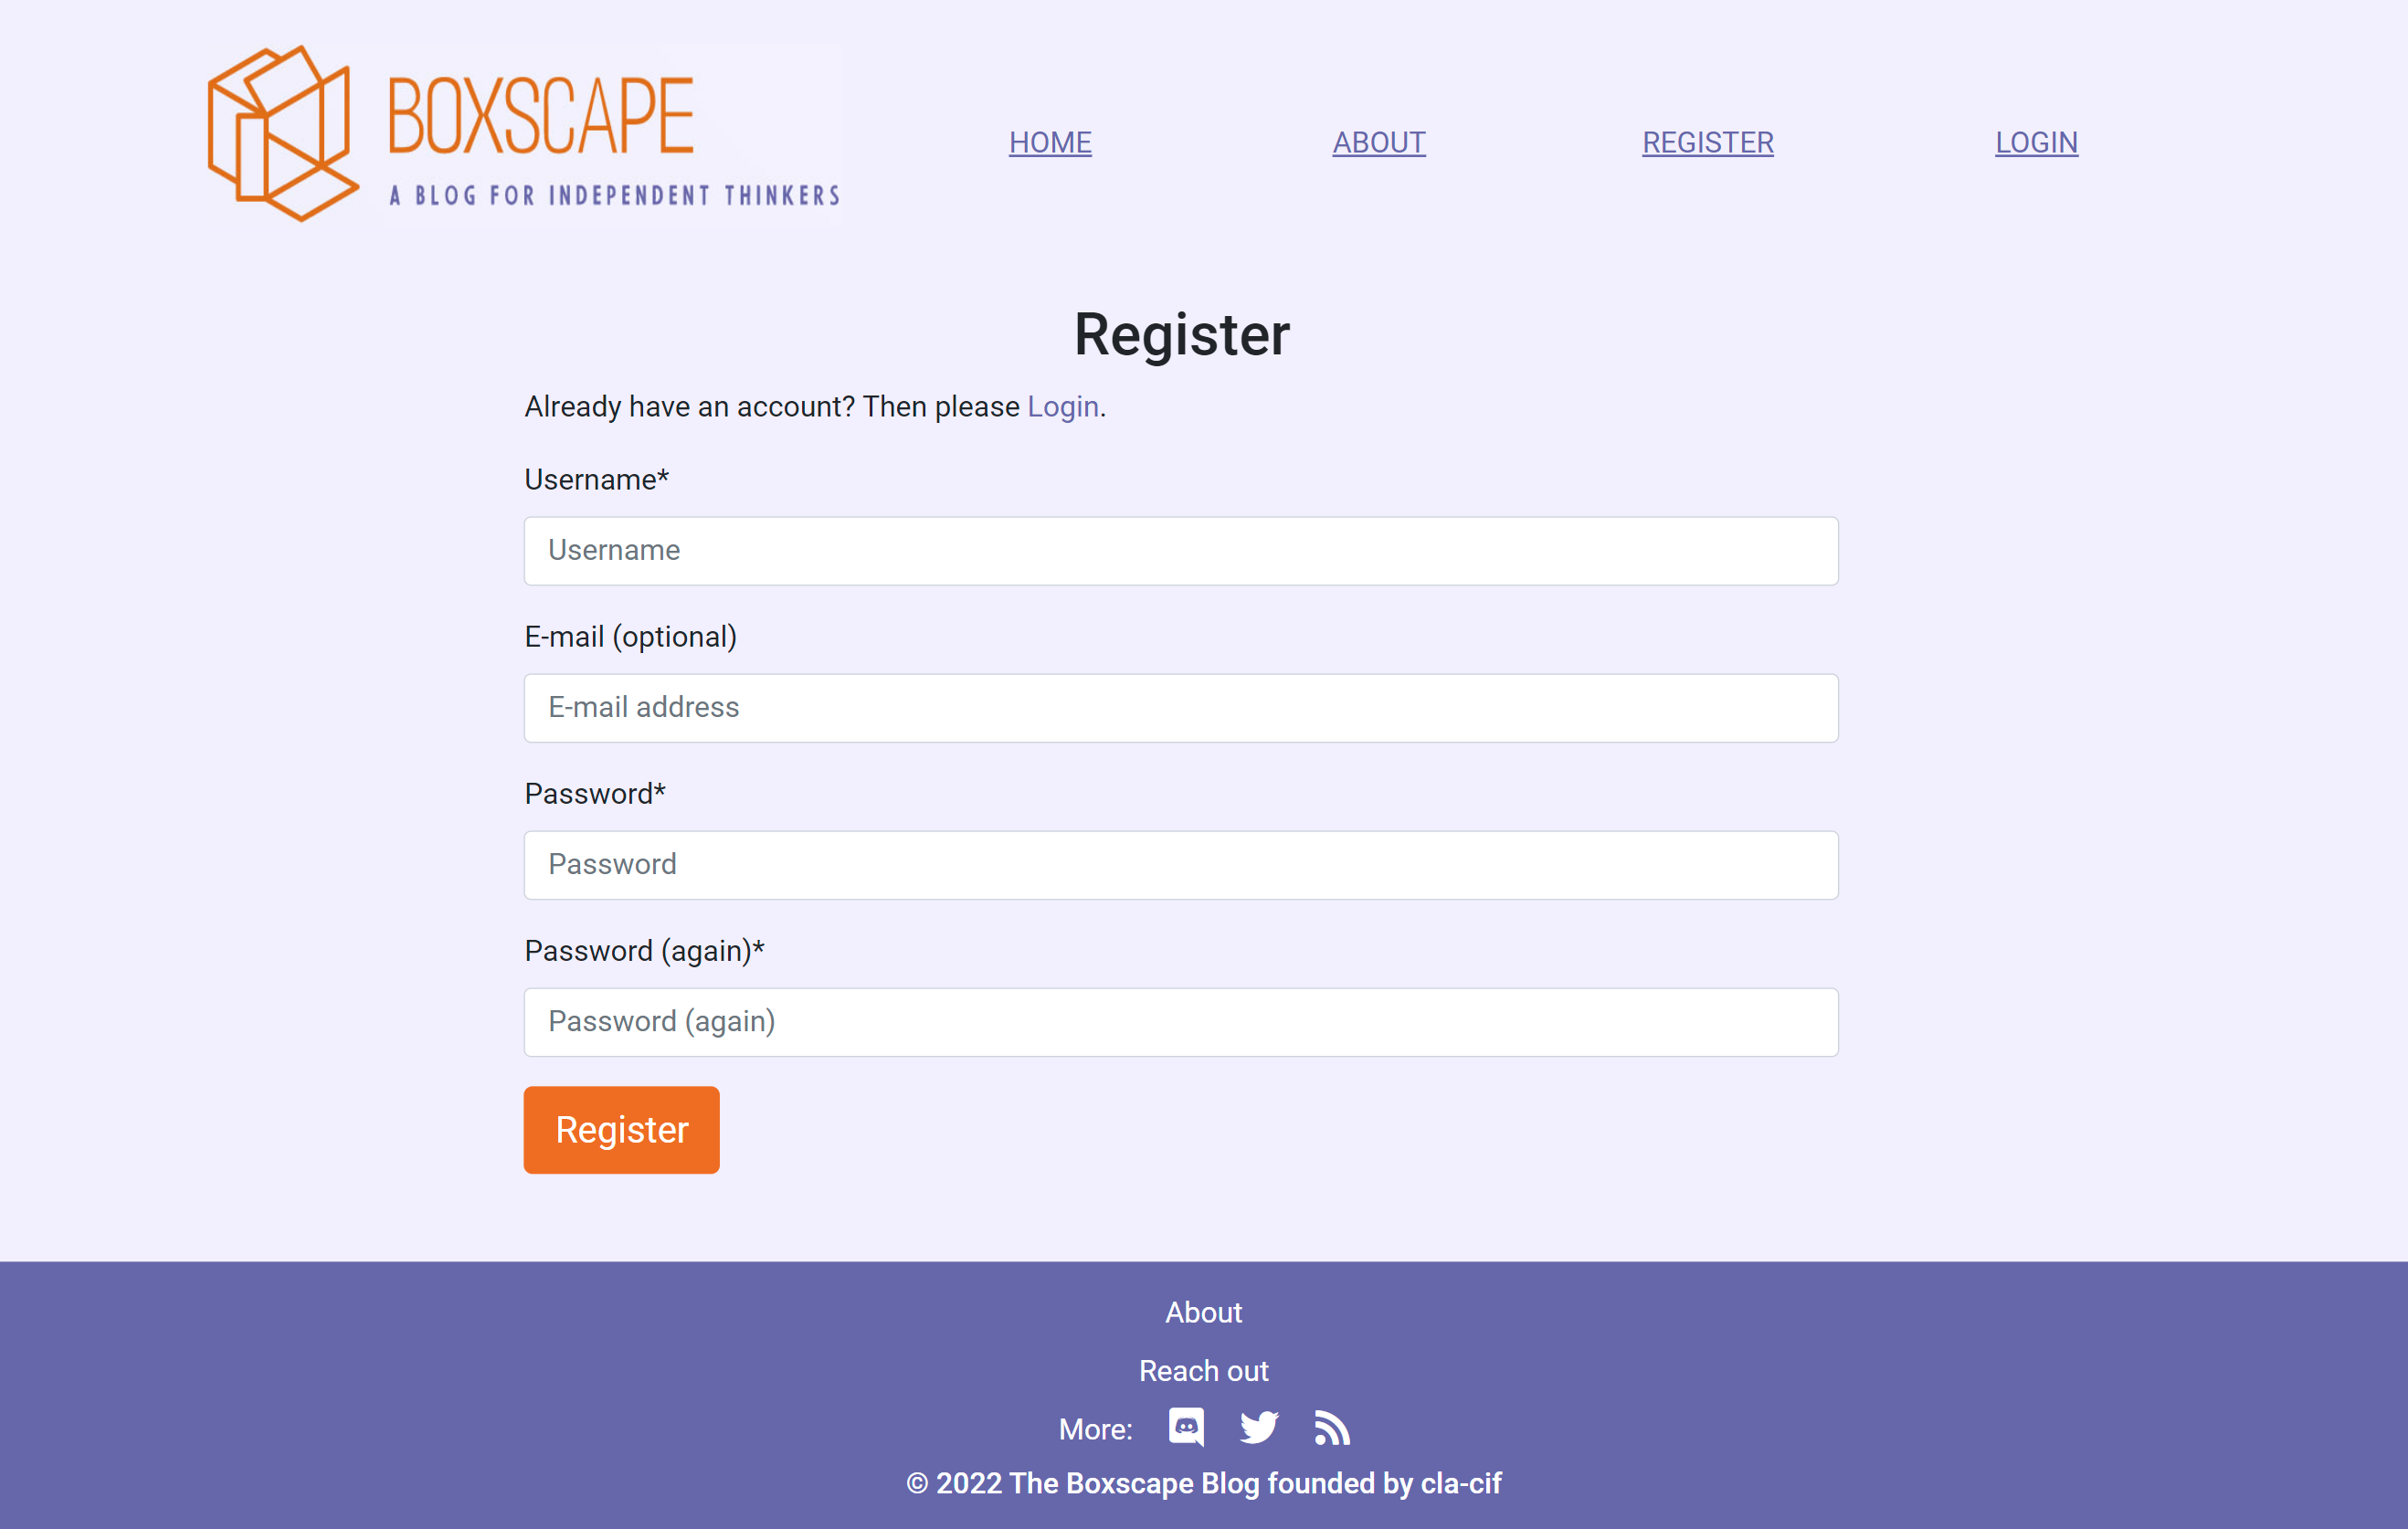 BOXSCAPE
A BLOG FOR INDEPENDENT THINKERS
HOME ABOUT REGISTER LOGIN
Register
Already have an account? Then please Login.
Username*
Username
E-mail (optional)
E-mail address
Password*
Password
Password (again)*
Password (again)
Register
About
Reach out
More:
© 2022 The Boxscape Blog founded by cla-cif